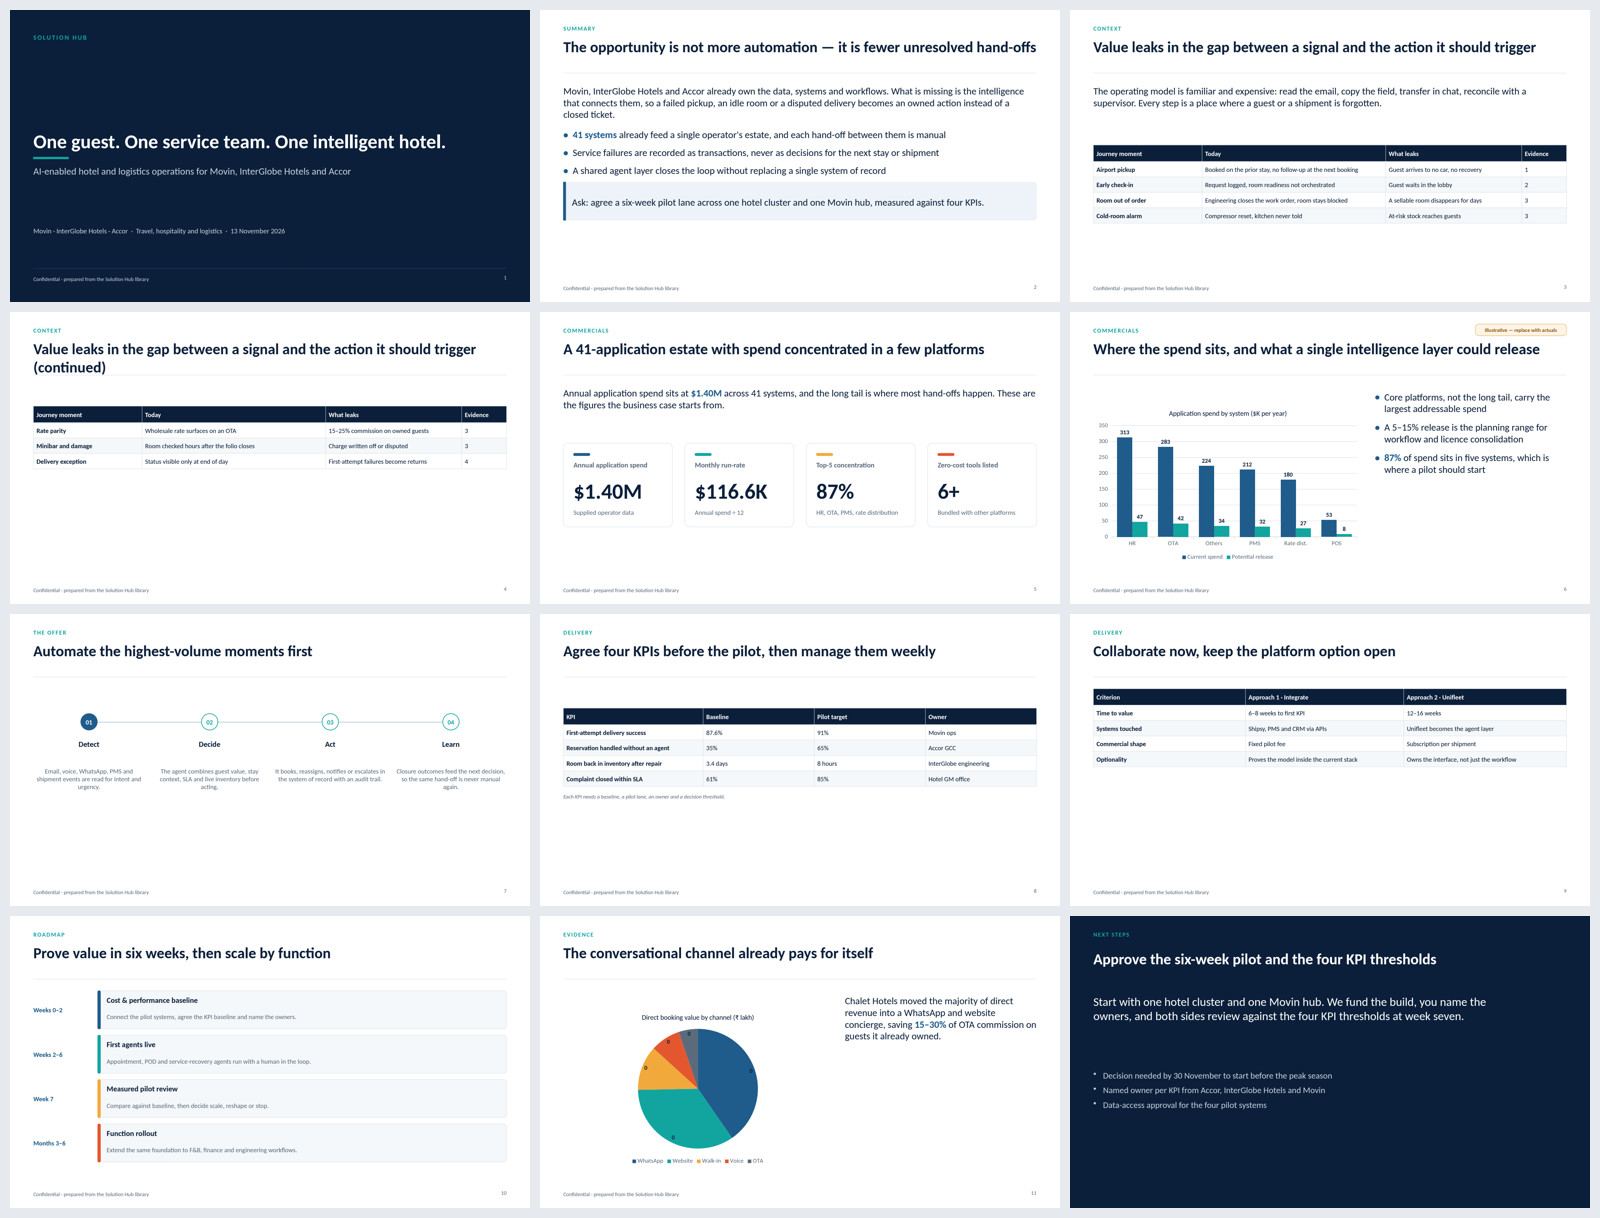 SOLUTION HUB
One guest. One service team. One intelligent hotel.
AI-enabled hotel and logistics operations for Movin, InterGlobe Hotels and Accor
Movin · InterGlobe Hotels · Accor · Travel, hospitality and logistics · 13 November 2026
Confidential - prepared from the Solution Hub library
1
SUMMARY
The opportunity is not more automation — it is fewer unresolved hand-offs
Movin, InterGlobe Hotels and Accor already own the data, systems and workflows. What is missing is the intelligence
that connects them, so a failed pickup, an idle room or a disputed delivery becomes an owned action instead of a
closed ticket.
• 41 systems already feed a single operator's estate, and each hand-off between them is manual
• Service failures are recorded as transactions, never as decisions for the next stay or shipment
• A shared agent layer closes the loop without replacing a single system of record
Ask: agree a six-week pilot lane across one hotel cluster and one Movin hub, measured against four KPIs.
Confidential - prepared from the Solution Hub library
2
CONTEXT
Value leaks in the gap between a signal and the action it should trigger
The operating model is familiar and expensive: read the email, copy the field, transfer in chat, reconcile with a
supervisor. Every step is a place where a guest or a shipment is forgotten.
Journey moment Today What leaks Evidence
Airport pickup Booked on the prior stay, no follow-up at the next booking Guest arrives to no car, no recovery 1
Early check-in Request logged, room readiness not orchestrated Guest waits in the lobby 2
Room out of order Engineering closes the work order, room stays blocked A sellable room disappears for days 3
Cold-room alarm Compressor reset, kitchen never told At-risk stock reaches guests 3
Confidential - prepared from the Solution Hub library
3
CONTEXT
Value leaks in the gap between a signal and the action it should trigger
(continued)
Journey moment Today What leaks Evidence
Rate parity Wholesale rate surfaces on an OTA 15–25% commission on owned guests 3
Minibar and damage Room checked hours after the folio closes Charge written off or disputed 3
Delivery exception Status visible only at end of day First-attempt failures become returns 4
Confidential - prepared from the Solution Hub library
4
COMMERCIALS
A 41-application estate with spend concentrated in a few platforms
Annual application spend sits at $1.40M across 41 systems, and the long tail is where most hand-offs happen. These are
the figures the business case starts from.
Annual application spend
$1.40M
Supplied operator data
Monthly run-rate
$116.6K
Annual spend ÷ 12
Top-5 concentration
87%
HR, OTA, PMS, rate distribution
Zero-cost tools listed
6+
Bundled with other platforms
Confidential - prepared from the Solution Hub library
5
COMMERCIALS
Illustrative — replace with actuals
Where the spend sits, and what a single intelligence layer could release
Application spend by system ($K per year)
350
300
250
200
150
100
50
0
313 47
283 42
224 34
212 32
180 27
53 8
HR OTA Others PMS Rate dist. POS
Current spend Potential release
• Core platforms, not the long tail, carry the
largest addressable spend
• A 5–15% release is the planning range for
workflow and licence consolidation
• 87% of spend sits in five systems, which is
where a pilot should start
Confidential - prepared from the Solution Hub library
6
THE OFFER
Automate the highest-volume moments first
01 02 03 04
Detect
Email, voice, WhatsApp, PMS and
shipment events are read for intent and
urgency.
Decide
The agent combines guest value, stay
context, SLA and live inventory before
acting.
Act
It books, reassigns, notifies or escalates in
the system of record with an audit trail.
Learn
Closure outcomes feed the next decision,
so the same hand-off is never manual
again.
Confidential - prepared from the Solution Hub library
7
DELIVERY
Agree four KPIs before the pilot, then manage them weekly
KPI Baseline Pilot target Owner
First-attempt delivery success 87.6% 91% Movin ops
Reservation handled without an agent 35% 65% Accor GCC
Room back in inventory after repair 3.4 days 8 hours InterGlobe engineering
Complaint closed within SLA 61% 85% Hotel GM office
Each KPI needs a baseline, a pilot lane, an owner and a decision threshold.
Confidential - prepared from the Solution Hub library
8
DELIVERY
Collaborate now, keep the platform option open
Criterion Approach 1 · Integrate Approach 2 · Unifleet
Time to value 6–8 weeks to first KPI 12–16 weeks
Systems touched Shipsy, PMS and CRM via APIs Unifleet becomes the agent layer
Commercial shape Fixed pilot fee Subscription per shipment
Optionality Proves the model inside the current stack Owns the interface, not just the workflow
Confidential - prepared from the Solution Hub library
9
ROADMAP
Prove value in six weeks, then scale by function
Weeks 0–2
Cost & performance baseline
Connect the pilot systems, agree the KPI baseline and name the owners.
Weeks 2–6
First agents live
Appointment, POD and service-recovery agents run with a human in the loop.
Week 7
Measured pilot review
Compare against baseline, then decide scale, reshape or stop.
Months 3–6
Function rollout
Extend the same foundation to F&B, finance and engineering workflows.
Confidential - prepared from the Solution Hub library
10
EVIDENCE
The conversational channel already pays for itself
Direct booking value by channel (₹ lakh)
0
0
0
0
0
WhatsApp Website Walk-in Voice OTA
Chalet Hotels moved the majority of direct
revenue into a WhatsApp and website
concierge, saving 15–30% of OTA commission on
guests it already owned.
Confidential - prepared from the Solution Hub library
11
NEXT STEPS
Approve the six-week pilot and the four KPI thresholds
Start with one hotel cluster and one Movin hub. We fund the build, you name the
owners, and both sides review against the four KPI thresholds at week seven.
• Decision needed by 30 November to start before the peak season
• Named owner per KPI from Accor, InterGlobe Hotels and Movin
• Data-access approval for the four pilot systems